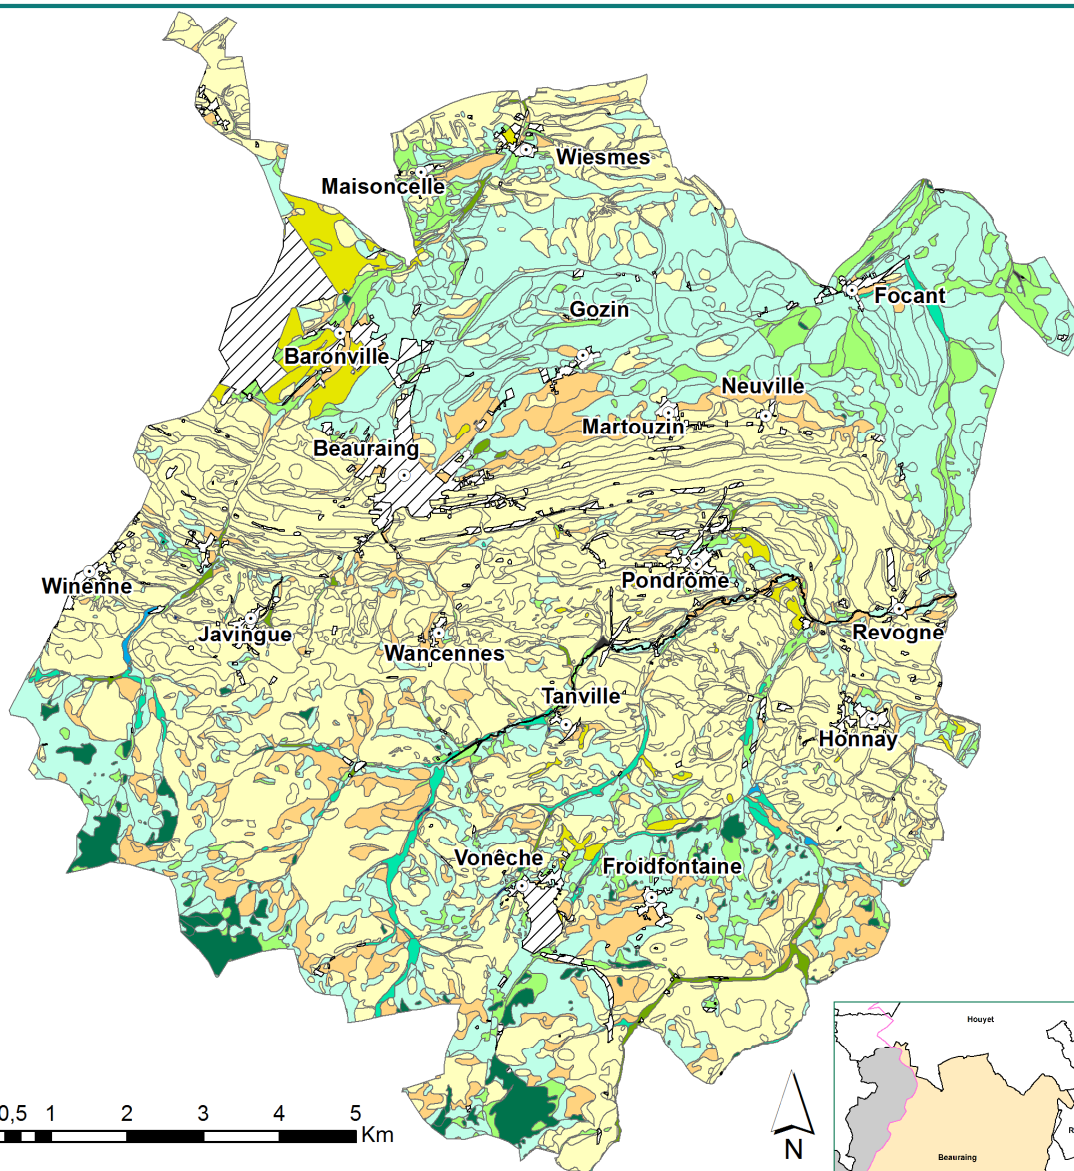 Wiesmes
Maisoncelle
Focant
Gozin
Baronville
Neuville
Martouzin
Beauraing
Pondrôme
Winenne
Revogne
Javingue
Wancennes
Tanville
Honnay
Vonêche
Froidfontaine
Houyet
0,5 1 2 3 4 5
Km
N
R
Beauraing